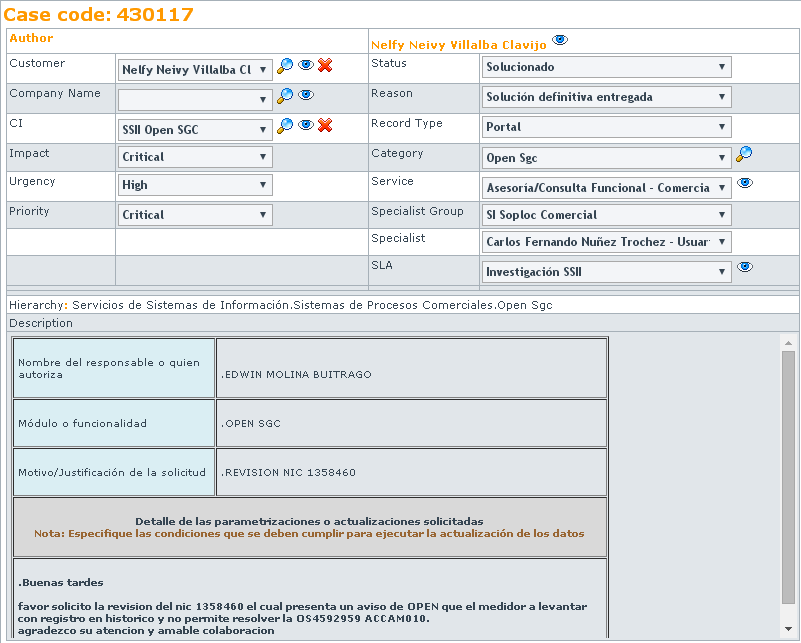 Case code: 430117
Author
Nelfy Neivy Villalba Clavijo
Customer
Nelfy Neivy Villalba Cl
Status
Solucionado
Company Name
Reason
Solución definitiva entregada
CI
SSII Open SGC
Record Type
Portal
Impact
Critical
Category
Open Sgc
Urgency
High
Service
Asesoría/Consulta Funcional - Comercia
Priority
Critical
Specialist Group
SI Soploc Comercial
Specialist
Carlos Fernando Nuñez Trochez - Usuar
SLA
Investigación SSII
Hierarchy: Servicios de Sistemas de Información.Sistemas de Procesos Comerciales.Open Sgc
Description
Nombre del responsable o quien
autoriza
.EDWIN MOLINA BUITRAGO
Módulo o funcionalidad
.OPEN SGC
Motivo/Justificación de la solicitud
.REVISION NIC 1358460
Detalle de las parametrizaciones o actualizaciones solicitadas
Nota: Especifique las condiciones que se deben cumplir para ejecutar la actualización de los datos
.Buenas tardes
favor solicito la revision del nic 1358460 el cual presenta un aviso de OPEN que el medidor a levantar
con registro en historico y no permite resolver la OS4592959 ACCAM010.
agradezco su atencion y amable colaboracion